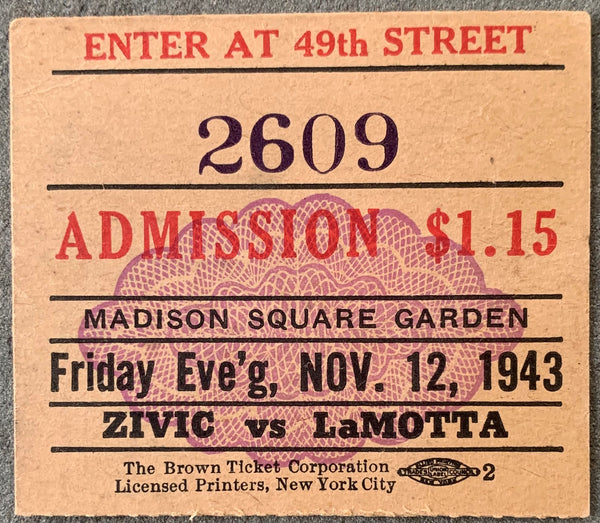 ENTER AT 49th STREET
2609
ADMISSION $1.15
MADISON SQUARE GARDEN
Friday Eve'g, NOV. 12, 1943
ZIVIC vs LaMOTTA
The Brown Ticket Corporation
Licensed Printers, New York City 2